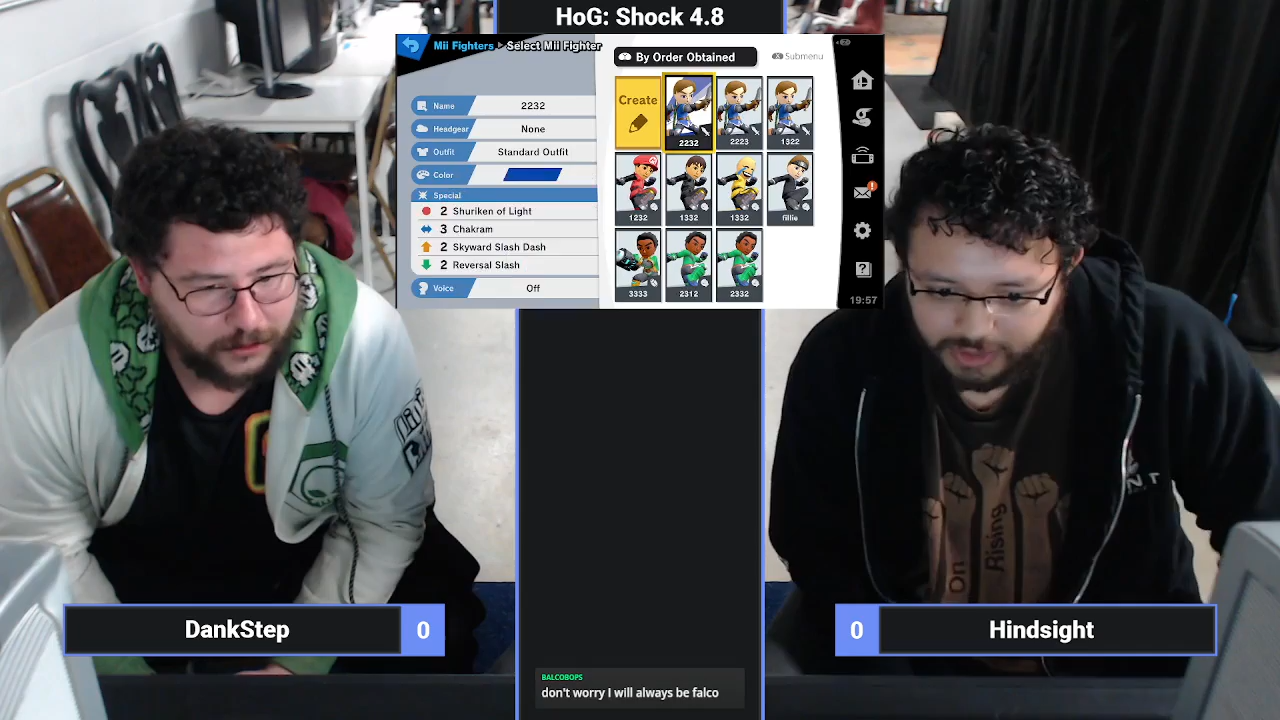 HoG: Shock 4.8
Mii Fighters
Select Mii Fighter
By Order Obtained
Submenu
Name 2232
Headgear None
Outfit Standard Outfit
Color
Special
2 Shuriken of Light
3 Chakram
2 Skyward Slash Dash
2 Reversal Slash
Voice Off
Create
2232
2223
1322
1232
1332
1332
fillie
3333
2312
2332
19:57
On
Rising
DankStep 0
0 Hindsight
BALCOBOPS
don't worry I will always be falco